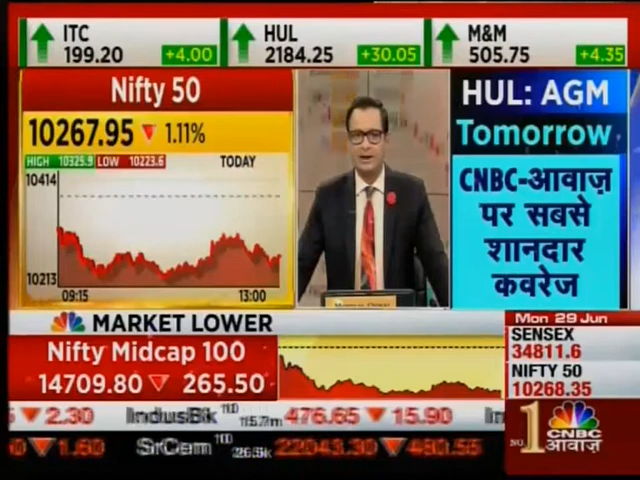 ITC
199.20 +4.00
HUL
2184.25 +30.05
M&M
505.75 +4.35
Nifty 50
10267.95 1.11%
HIGH 10325.9 LOW 10223.6 TODAY
10414
10213
09:15 13:00
HUL: AGM
Tomorrow
CNBC-आवाज़
पर सबसे
शानदार
कवरेज
MARKET LOWER
Nifty Midcap 100
14709.80 265.50
Mon 29 Jun
SENSEX
34811.6
NIFTY 50
10268.35
2.30 IndusBk 476.65 15.90
1.60 SrCem 22043.30 480.55
NO. 1 CNBC
आवाज़